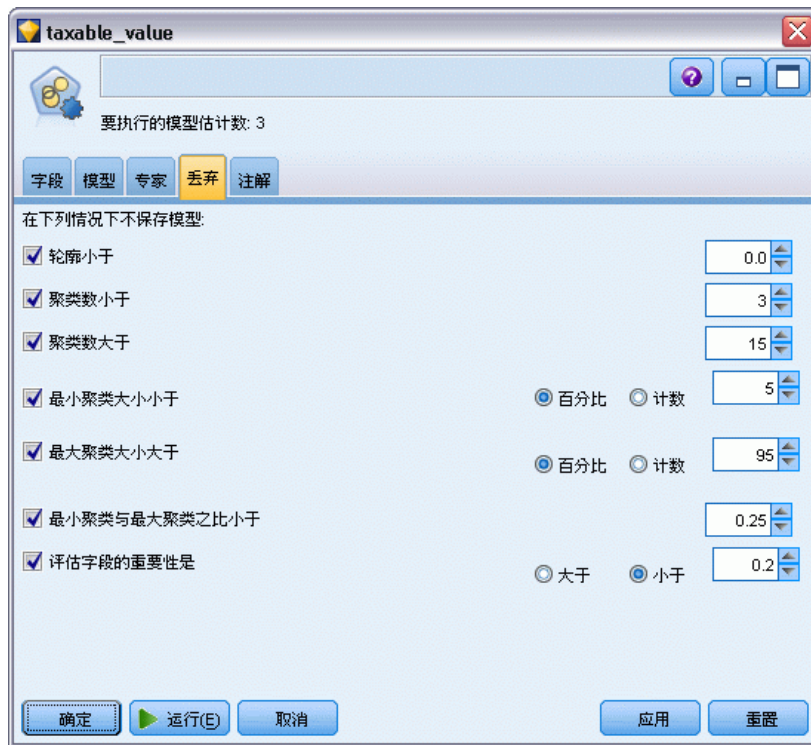 taxable_value
要执行的模型估计数: 3
字段 模型 专家 丢弃 注解
在下列情况下不保存模型:
轮廓小于 0.0
聚类数小于 3
聚类数大于 15
最小聚类大小小于 百分比 计数 5
最大聚类大小大于 百分比 计数 95
最小聚类与最大聚类之比小于 0.25
评估字段的重要性是 大于 小于 0.2
确定 运行(E) 取消 应用 重置